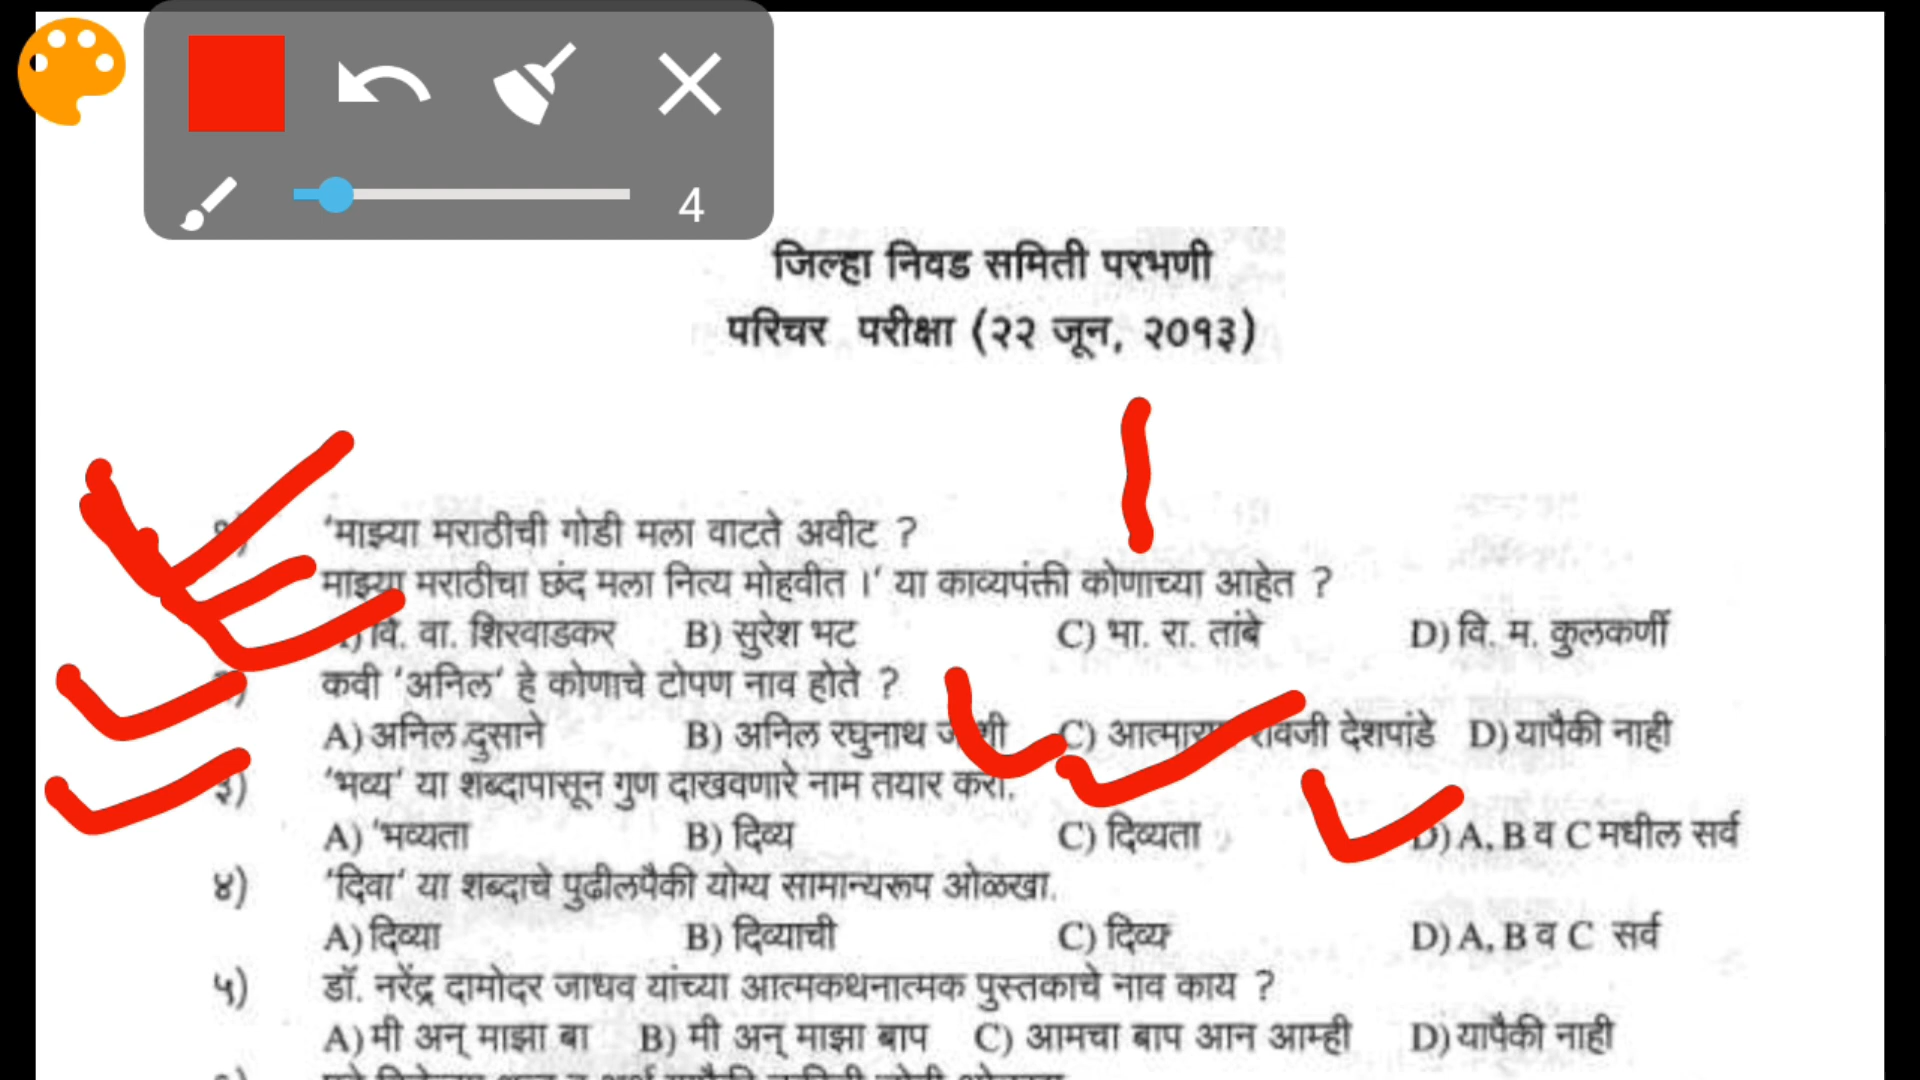 4
जिल्हा निवड समिती परभणी
परिचर परीक्षा (२२ जून, २०१३)
१) ‘माझ्या मराठीची गोडी मला वाटते अवीट ?
माझ्या मराठीचा छंद मला नित्य मोहवीत ।’ या काव्यपंक्ती कोणाच्या आहेत ?
A) वि. वा. शिरवाडकर B) सुरेश भट C) भा. रा. तांबे D) वि. म. कुलकर्णी
कवी ‘अनिल’ हे कोणाचे टोपण नाव होते ?
A) अनिल दुसाने B) अनिल रघुनाथ जोशी C) आत्माराम रावजी देशपांडे D) यापैकी नाही
३) ‘भव्य’ या शब्दापासून गुण दाखवणारे नाम तयार करा.
A) ‘भव्यता B) दिव्य C) दिव्यता D) A, B व C मधील सर्व
४) ‘दिवा’ या शब्दाचे पुढीलपैकी योग्य सामान्यरूप ओळखा.
A) दिव्या B) दिव्याची C) दिव्य D) A, B व C सर्व
५) डॉ. नरेंद्र दामोदर जाधव यांच्या आत्मकथनात्मक पुस्तकाचे नाव काय ?
A) मी अन् माझा बा B) मी अन् माझा बाप C) आमचा बाप आन आम्ही D) यापैकी नाही